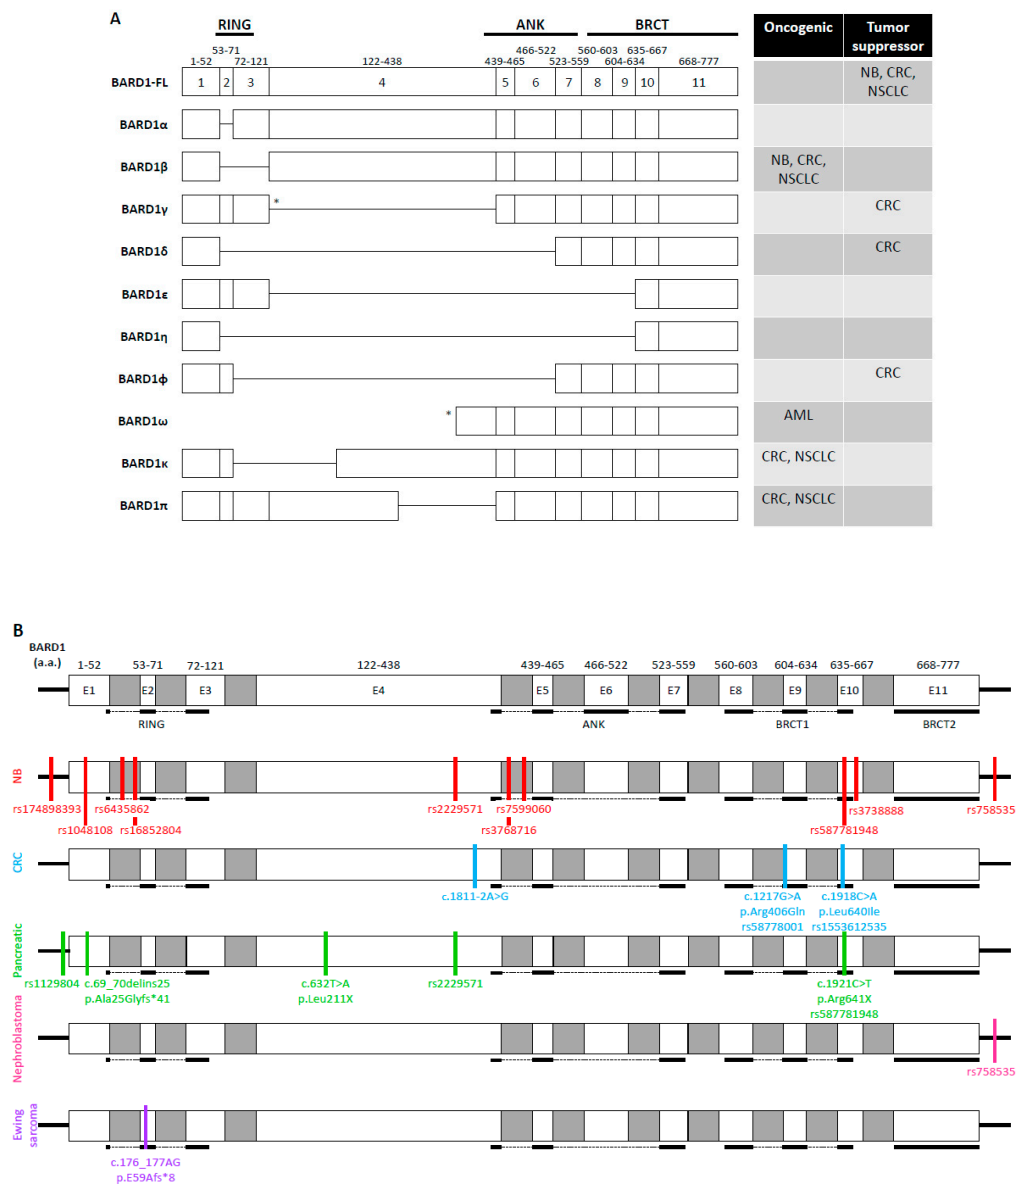 A
RING
ANK
BRCT
Oncogenic
Tumor
suppressor
53-71
466-522
560-603
635-667
1-52
72-121
122-438
439-465
523-559
604-634
668-777
BARD1-FL
1
2
3
4
5
6
7
8
9
10
11
NB, CRC,
NSCLC
BARD1α
BARD1β
NB, CRC,
NSCLC
BARD1γ
*
CRC
BARD1δ
CRC
BARD1ε
BARD1η
BARD1ϕ
CRC
BARD1ω
*
AML
BARD1κ
CRC, NSCLC
BARD1π
CRC, NSCLC
B
BARD1
(a.a.)
1-52
53-71
72-121
122-438
439-465
466-522
523-559
560-603
604-634
635-667
668-777
E1
E2
E3
E4
E5
E6
E7
E8
E9
E10
E11
RING
ANK
BRCT1
BRCT2
NB
rs174898393
rs6435862
rs2229571
rs7599060
rs3738888
rs758535
rs1048108
rs16852804
rs3768716
rs587781948
CRC
c.1811-2A>G
c.1217G>A
p.Arg406Gln
rs58778001
c.1918C>A
p.Leu640Ile
rs1553612535
Pancreatic
rs1129804
c.69_70delins25
p.Ala25Glyfs*41
c.632T>A
p.Leu211X
rs2229571
c.1921C>T
p.Arg641X
rs587781948
Nephroblastoma
rs758535
Ewing
sarcoma
c.176_177AG
p.E59Afs*8